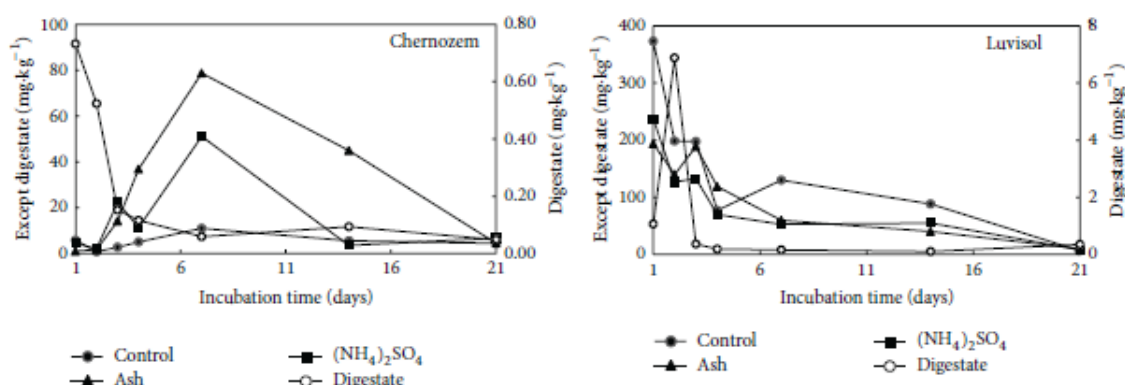 Chernozem
Except digestate (mg·kg⁻¹)
100
80
60
40
20
0
0.80
0.60
0.40
0.20
0.00
Digestate (mg·kg⁻¹)
1 6 11 16 21
Incubation time (days)
Control
(NH₄)₂SO₄
Ash
Digestate
Luvisol
Except digestate (mg·kg⁻¹)
400
300
200
100
0
8
6
4
2
0
Digestate (mg·kg⁻¹)
1 6 11 16 21
Incubation time (days)
Control
(NH₄)₂SO₄
Ash
Digestate